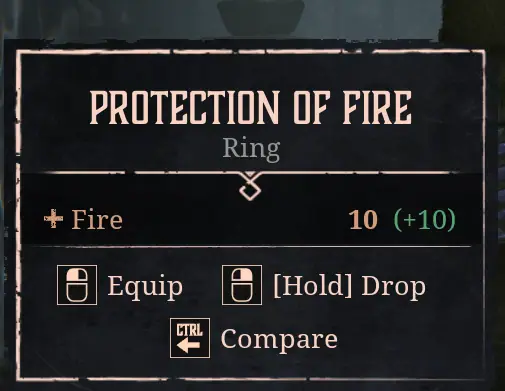 PROTECTION OF FIRE
Ring
+ Fire 10 (+10)
Equip [Hold] Drop
CTRL Compare